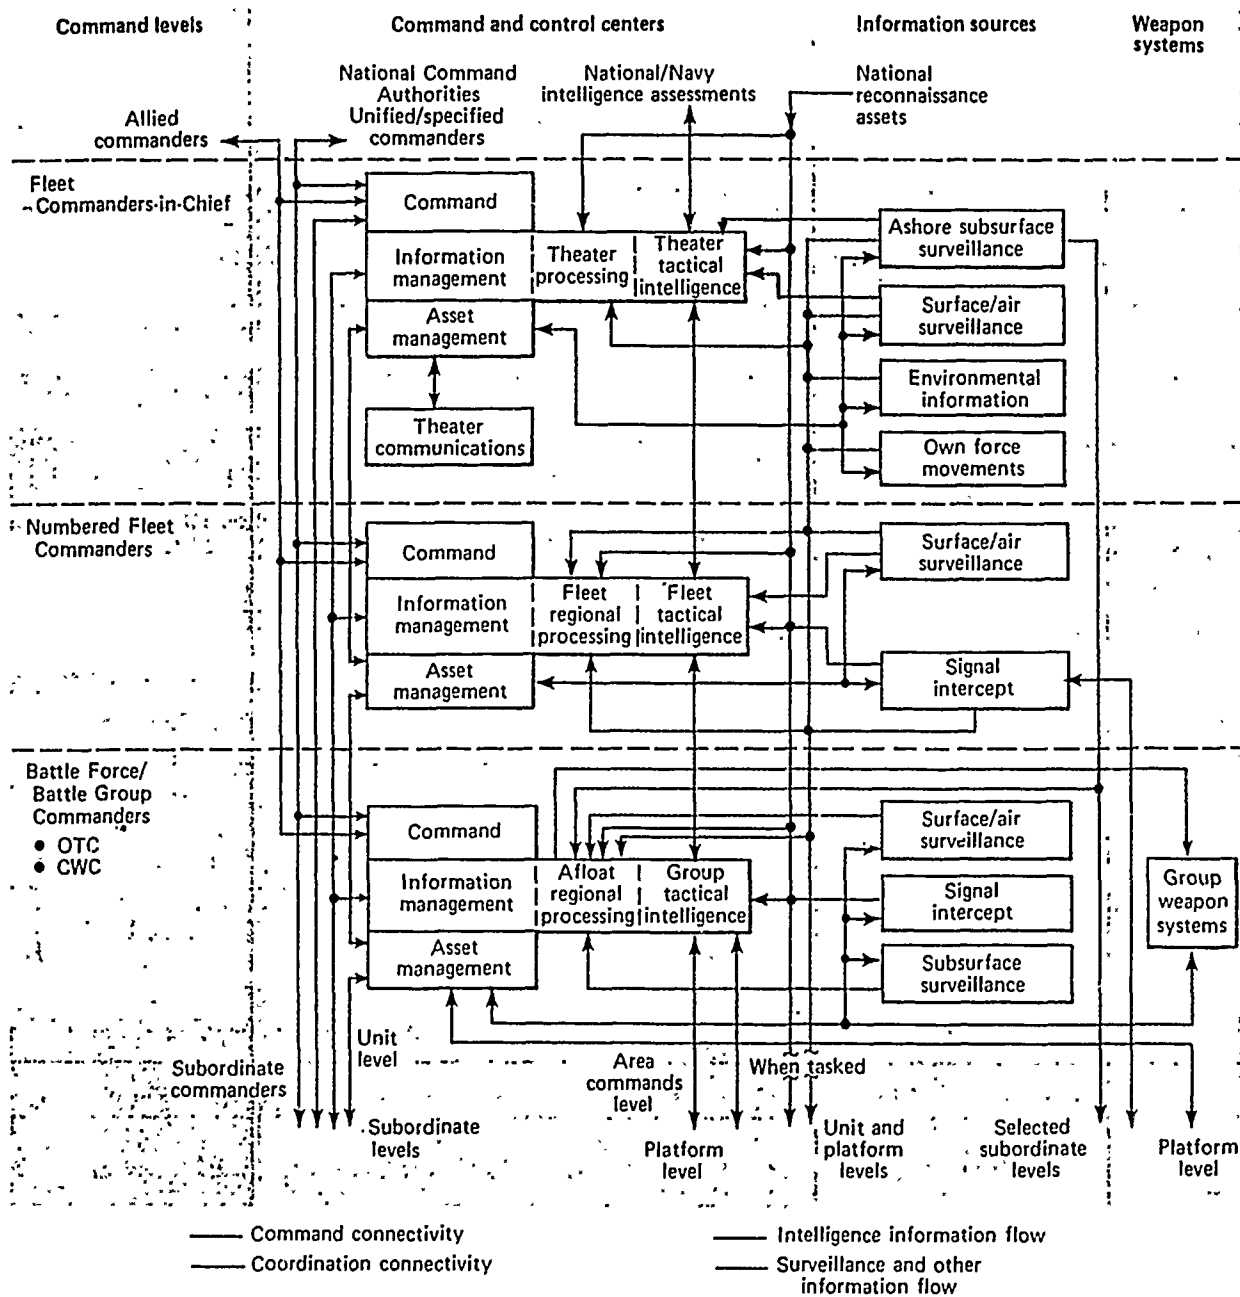 Command levels
Command and control centers
Information sources
Weapon
systems
National Command
Authorities
Unified/specified
commanders
National/Navy
intelligence assessments
National
reconnaissance
assets
Allied
commanders
Fleet
Commanders-in-Chief
Command
Information
management
Theater
processing
Theater
tactical
intelligence
Asset
management
Theater
communications
Ashore subsurface
surveillance
Surface/air
surveillance
Environmental
information
Own force
movements
Numbered Fleet
Commanders
Command
Information
management
Fleet
regional
processing
Fleet
tactical
intelligence
Asset
management
Surface/air
surveillance
Signal
intercept
Battle Force/
Battle Group
Commanders
● OTC
● CWC
Command
Information
management
Afloat
regional
processing
Group
tactical
intelligence
Asset
management
Surface/air
surveillance
Signal
intercept
Subsurface
surveillance
Group
weapon
systems
Unit
level
Subordinate
commanders
Area
commands
level
When tasked
Subordinate
levels
Platform
level
Unit and
platform
levels
Selected
subordinate
levels
Platform
level
Command connectivity
Coordination connectivity
Intelligence information flow
Surveillance and other
information flow